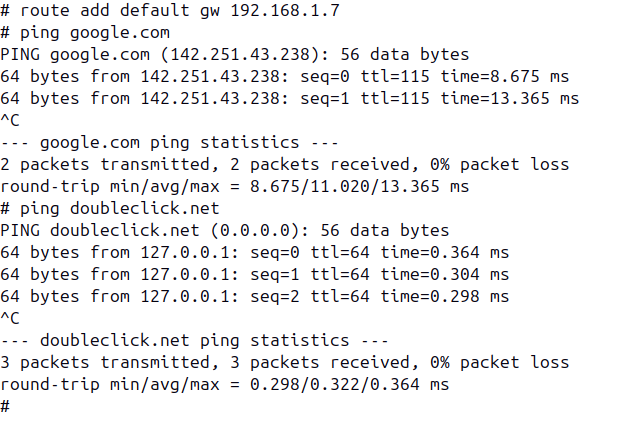 # route add default gw 192.168.1.7
# ping google.com
PING google.com (142.251.43.238): 56 data bytes
64 bytes from 142.251.43.238: seq=0 ttl=115 time=8.675 ms
64 bytes from 142.251.43.238: seq=1 ttl=115 time=13.365 ms
^C
--- google.com ping statistics ---
2 packets transmitted, 2 packets received, 0% packet loss
round-trip min/avg/max = 8.675/11.020/13.365 ms
# ping doubleclick.net
PING doubleclick.net (0.0.0.0): 56 data bytes
64 bytes from 127.0.0.1: seq=0 ttl=64 time=0.364 ms
64 bytes from 127.0.0.1: seq=1 ttl=64 time=0.304 ms
64 bytes from 127.0.0.1: seq=2 ttl=64 time=0.298 ms
^C
--- doubleclick.net ping statistics ---
3 packets transmitted, 3 packets received, 0% packet loss
round-trip min/avg/max = 0.298/0.322/0.364 ms
#